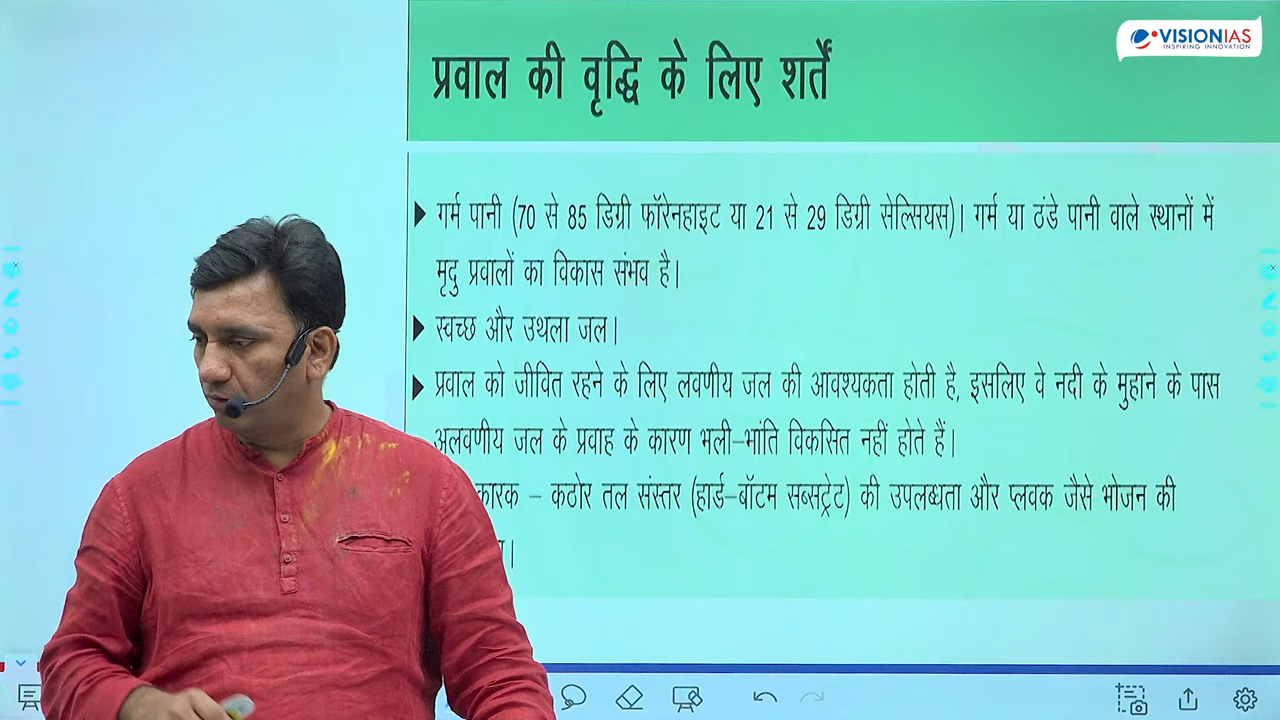 VISIONIAS
INSPIRING INNOVATION
प्रवाल की वृद्धि के लिए शर्तें
गर्म पानी (70 से 85 डिग्री फॉरेनहाइट या 21 से 29 डिग्री सेल्सियस)। गर्म या ठंडे पानी वाले स्थानों में
मृदु प्रवालों का विकास संभव है।
स्वच्छ और उथला जल।
प्रवाल को जीवित रहने के लिए लवणीय जल की आवश्यकता होती है, इसलिए वे नदी के मुहाने के पास
अलवणीय जल के प्रवाह के कारण भली–भांति विकसित नहीं होते हैं।
कारक – कठोर तल संस्तर (हार्ड–बॉटम सब्सट्रेट) की उपलब्धता और प्लवक जैसे भोजन की